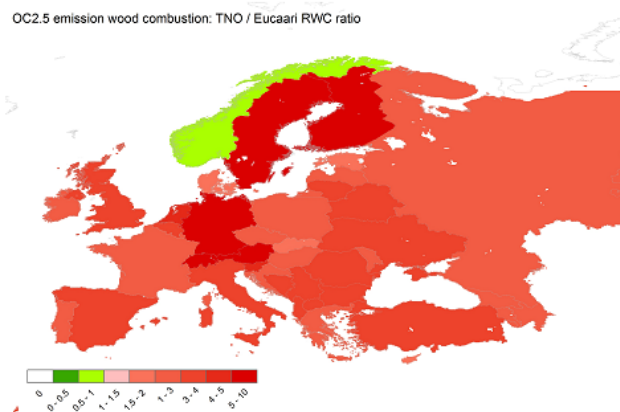 OC2.5 emission wood combustion: TNO / Eucaari RWC ratio
0 0 - 0.5 0.5 - 1 1 - 1.5 1.5 - 2 1 - 3 3 - 4 4 - 5 5 - 10